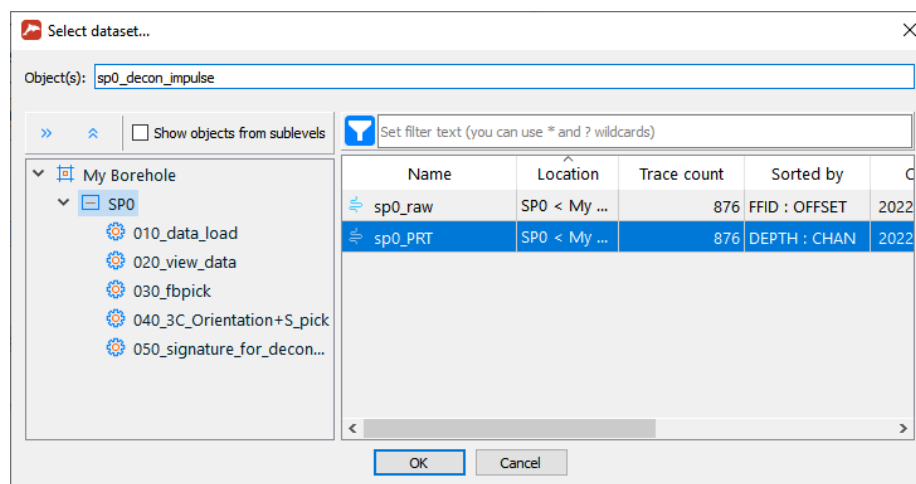 Select dataset...
Object(s): sp0_decon_impulse
Show objects from sublevels
Set filter text (you can use * and ? wildcards)
My Borehole
SP0
010_data_load
020_view_data
030_fbpick
040_3C_Orientation+S_pick
050_signature_for_decon...
Name Location Trace count Sorted by C
sp0_raw SP0 < My ... 876 FFID : OFFSET 2022
sp0_PRT SP0 < My ... 876 DEPTH : CHAN 2022
OK Cancel